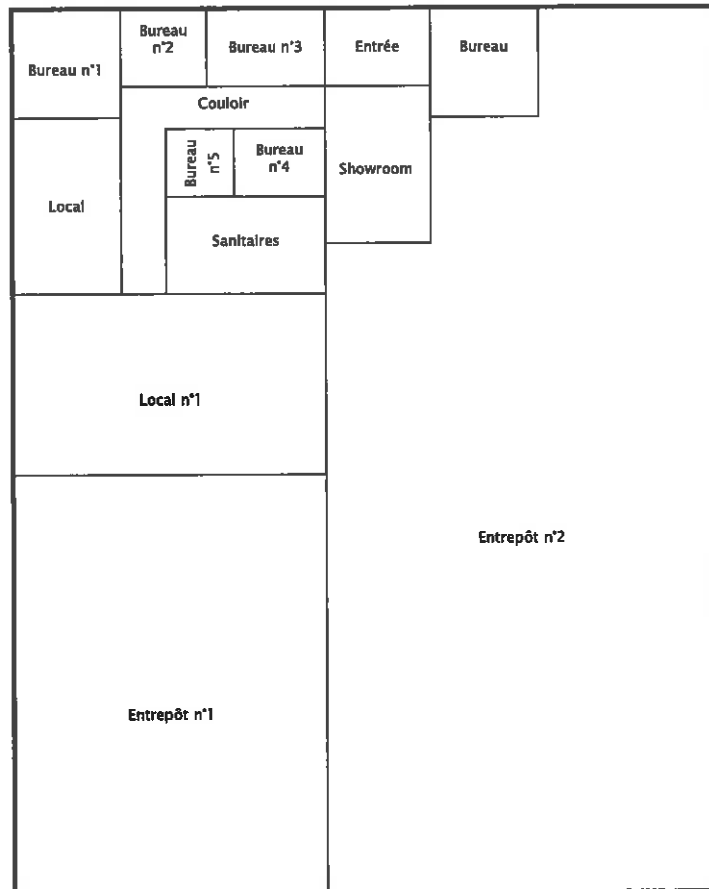 Bureau n°1
Bureau
n°2
Bureau n°3
Entrée
Bureau
Couloir
Bureau
n°5
Bureau
n°4
Showroom
Local
Sanitaires
Local n°1
Entrepôt n°2
Entrepôt n°1